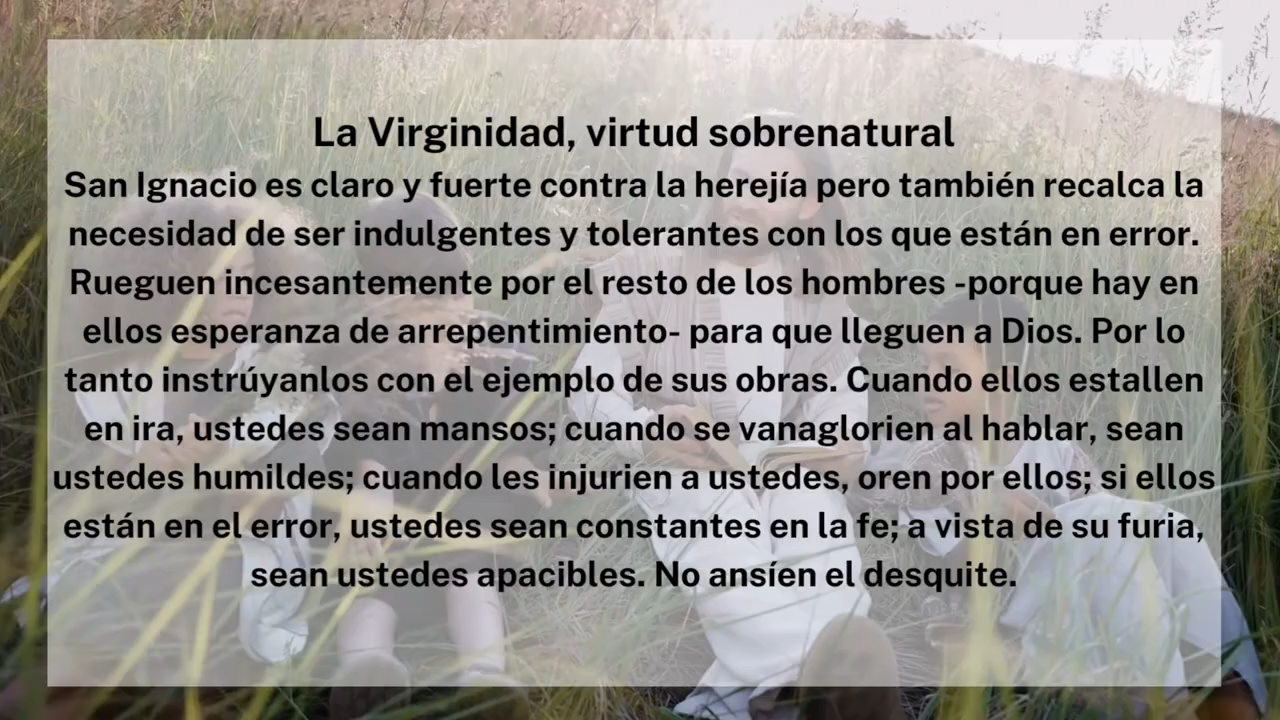 La Virginidad, virtud sobrenatural
San Ignacio es claro y fuerte contra la herejía pero también recalca la
necesidad de ser indulgentes y tolerantes con los que están en error.
Rueguen incesantemente por el resto de los hombres -porque hay en
ellos esperanza de arrepentimiento- para que lleguen a Dios. Por lo
tanto instrúyanlos con el ejemplo de sus obras. Cuando ellos estallen
en ira, ustedes sean mansos; cuando se vanaglorien al hablar, sean
ustedes humildes; cuando les injurien a ustedes, oren por ellos; si ellos
están en el error, ustedes sean constantes en la fe; a vista de su furia,
sean ustedes apacibles. No ansíen el desquite.